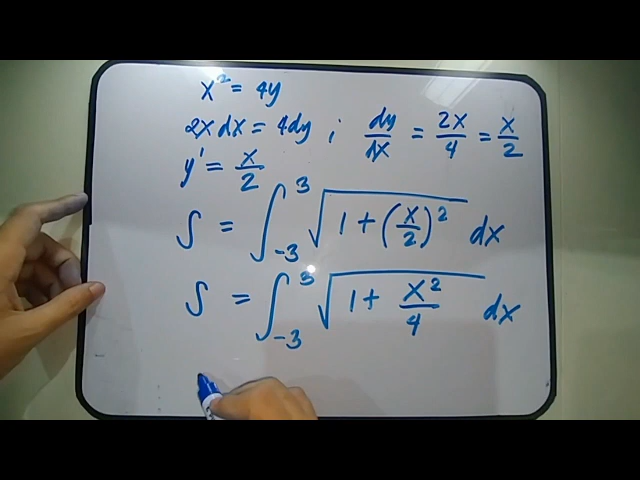 x² = 4y
2x dx = 4dy ; dy/dx = 2x/4 = x/2
y' = x/2
S = ∫₋₃³ √(1 + (x/2)²) dx
S = ∫₋₃³ √(1 + x²/4) dx